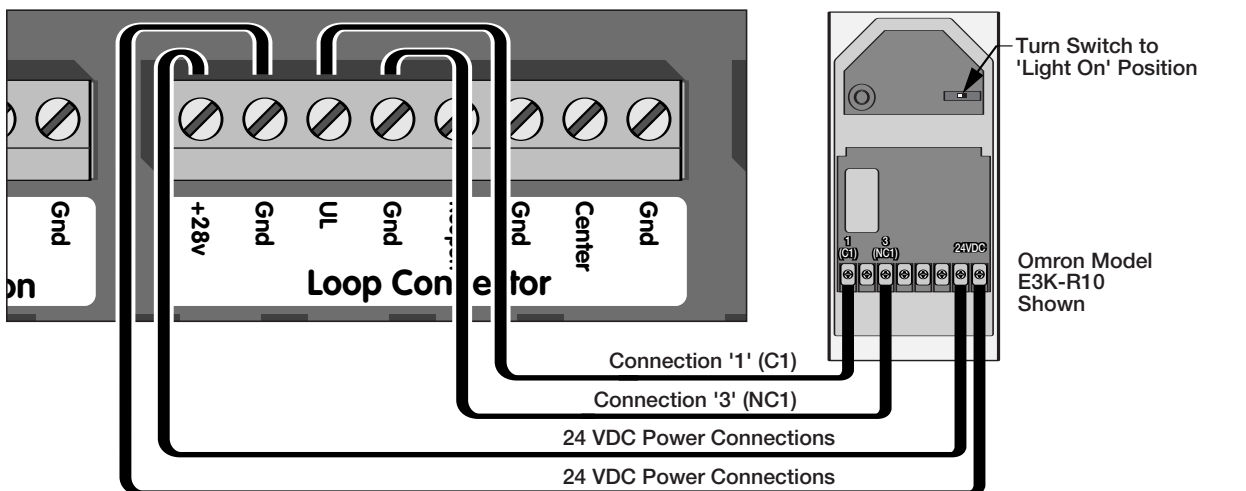 Turn Switch to
'Light On' Position
Gnd
+28v
Gnd
UL
Gnd
Gnd
Center
Gnd
Loop
1
(C1)
3
(NC1)
24VDC
Omron Model
E3K-R10
Shown
Connection '1' (C1)
Connection '3' (NC1)
24 VDC Power Connections
24 VDC Power Connections